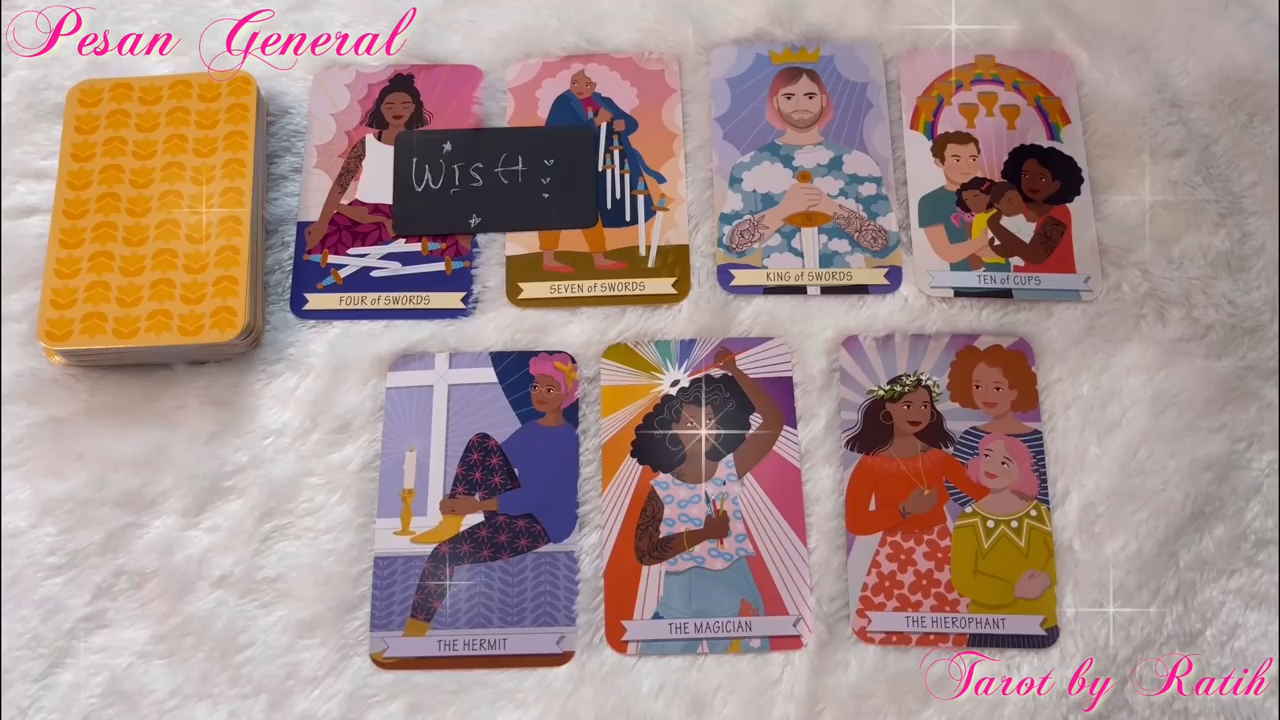 Pesan General
WISH :
FOUR of SWORDS
SEVEN of SWORDS
KING of SWORDS
TEN of CUPS
THE HERMIT
THE MAGICIAN
THE HIEROPHANT
Tarot by Ratih